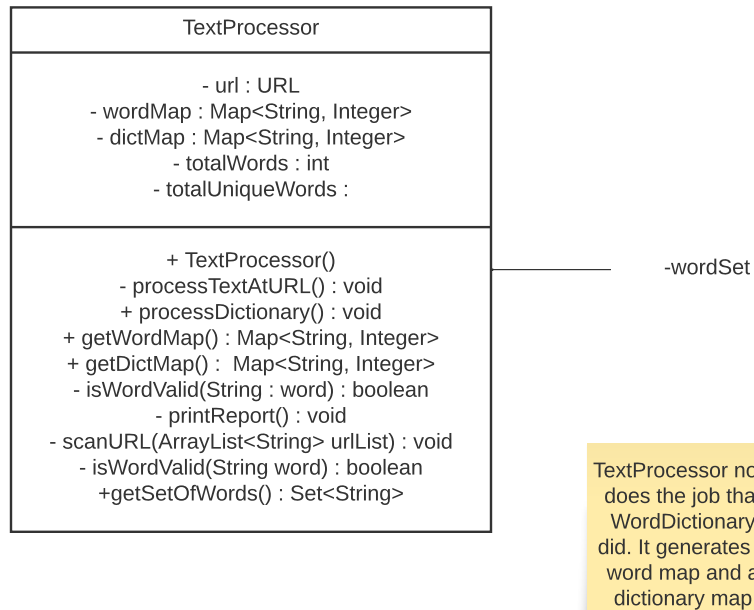 TextProcessor
- url : URL
- wordMap : Map<String, Integer>
- dictMap : Map<String, Integer>
- totalWords : int
- totalUniqueWords :
+ TextProcessor()
- processTextAtURL() : void
+ processDictionary() : void
+ getWordMap() : Map<String, Integer>
+ getDictMap() :  Map<String, Integer>
- isWordValid(String : word) : boolean
- printReport() : void
- scanURL(ArrayList<String> urlList) : void
- isWordValid(String word) : boolean
+getSetOfWords() : Set<String>
-wordSet
TextProcessor
does the job
WordDictionary
did. It generates
word map and
dictionary map